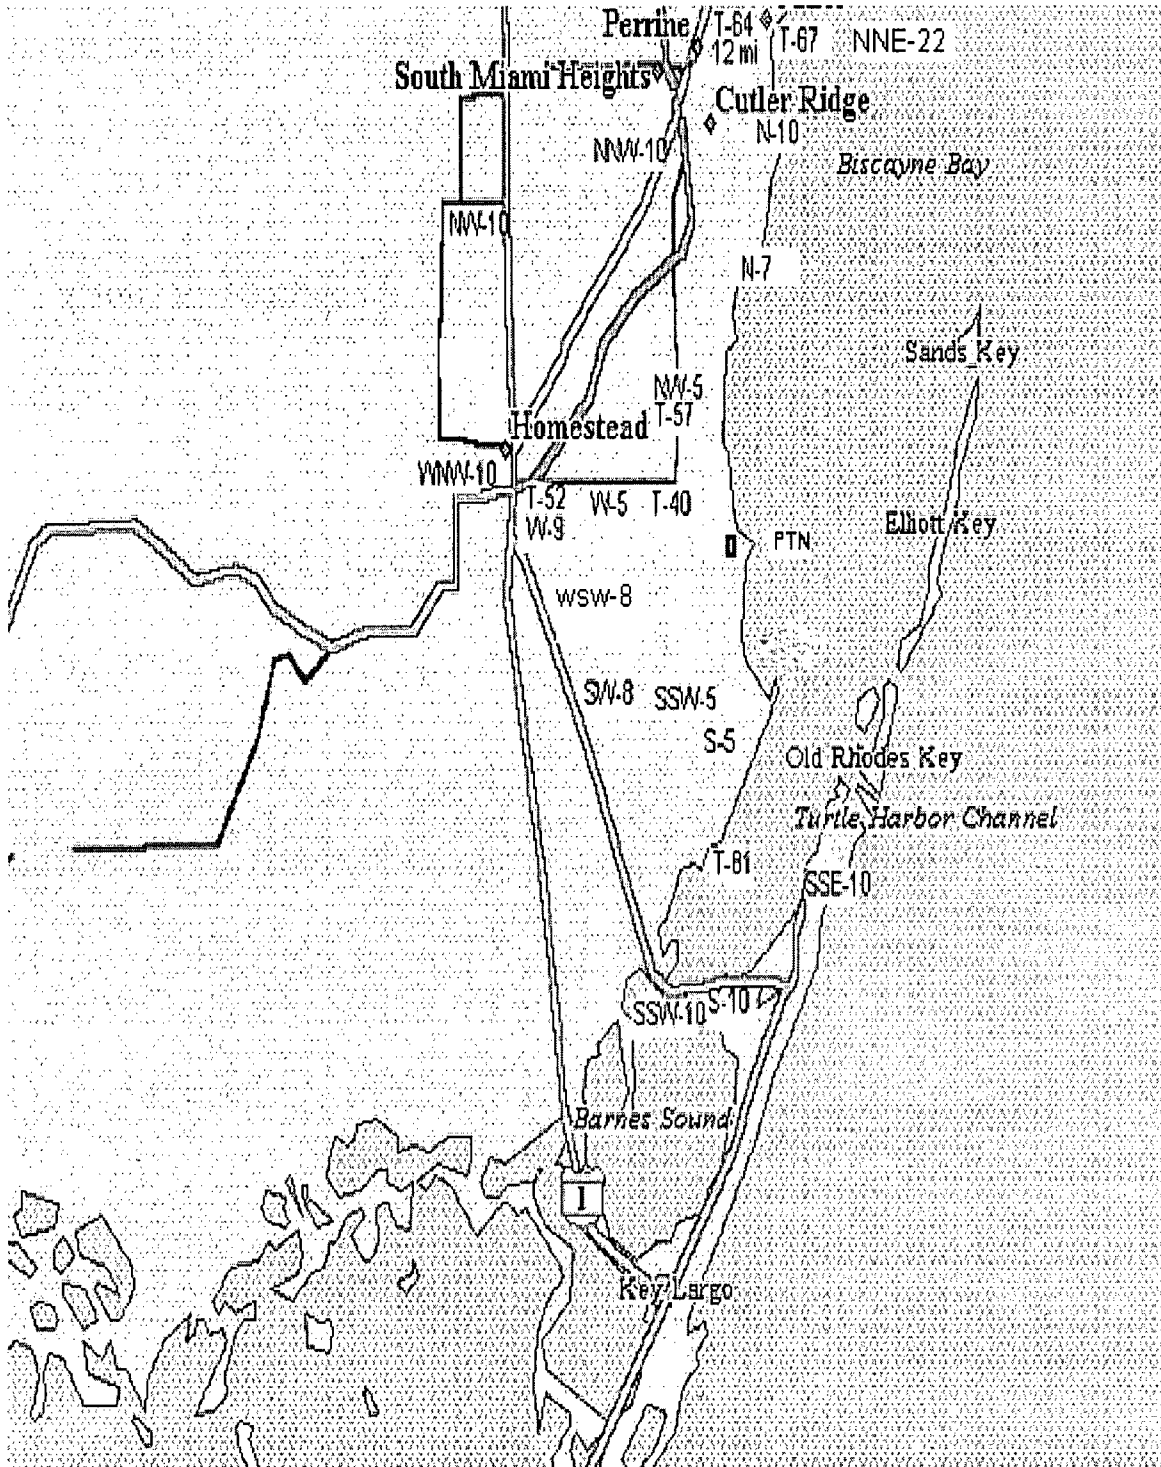 Perrine
T-64
12 mi
T-67
NNE-22
South Miami Heights
Cutler Ridge
N-10
NNW-10
Biscayne Bay
NW-10
N-7
Sands Key
NW-5
T-57
Homestead
WNW-10
T-52
W-5
T-40
W-9
Elliott Key
PTN
wsw-8
SW-8
SSW-5
S-5
Old Rhodes Key
Turtle Harbor Channel
T-81
SSE-10
SSW-10
S-10
Barnes Sound
1
Key Largo